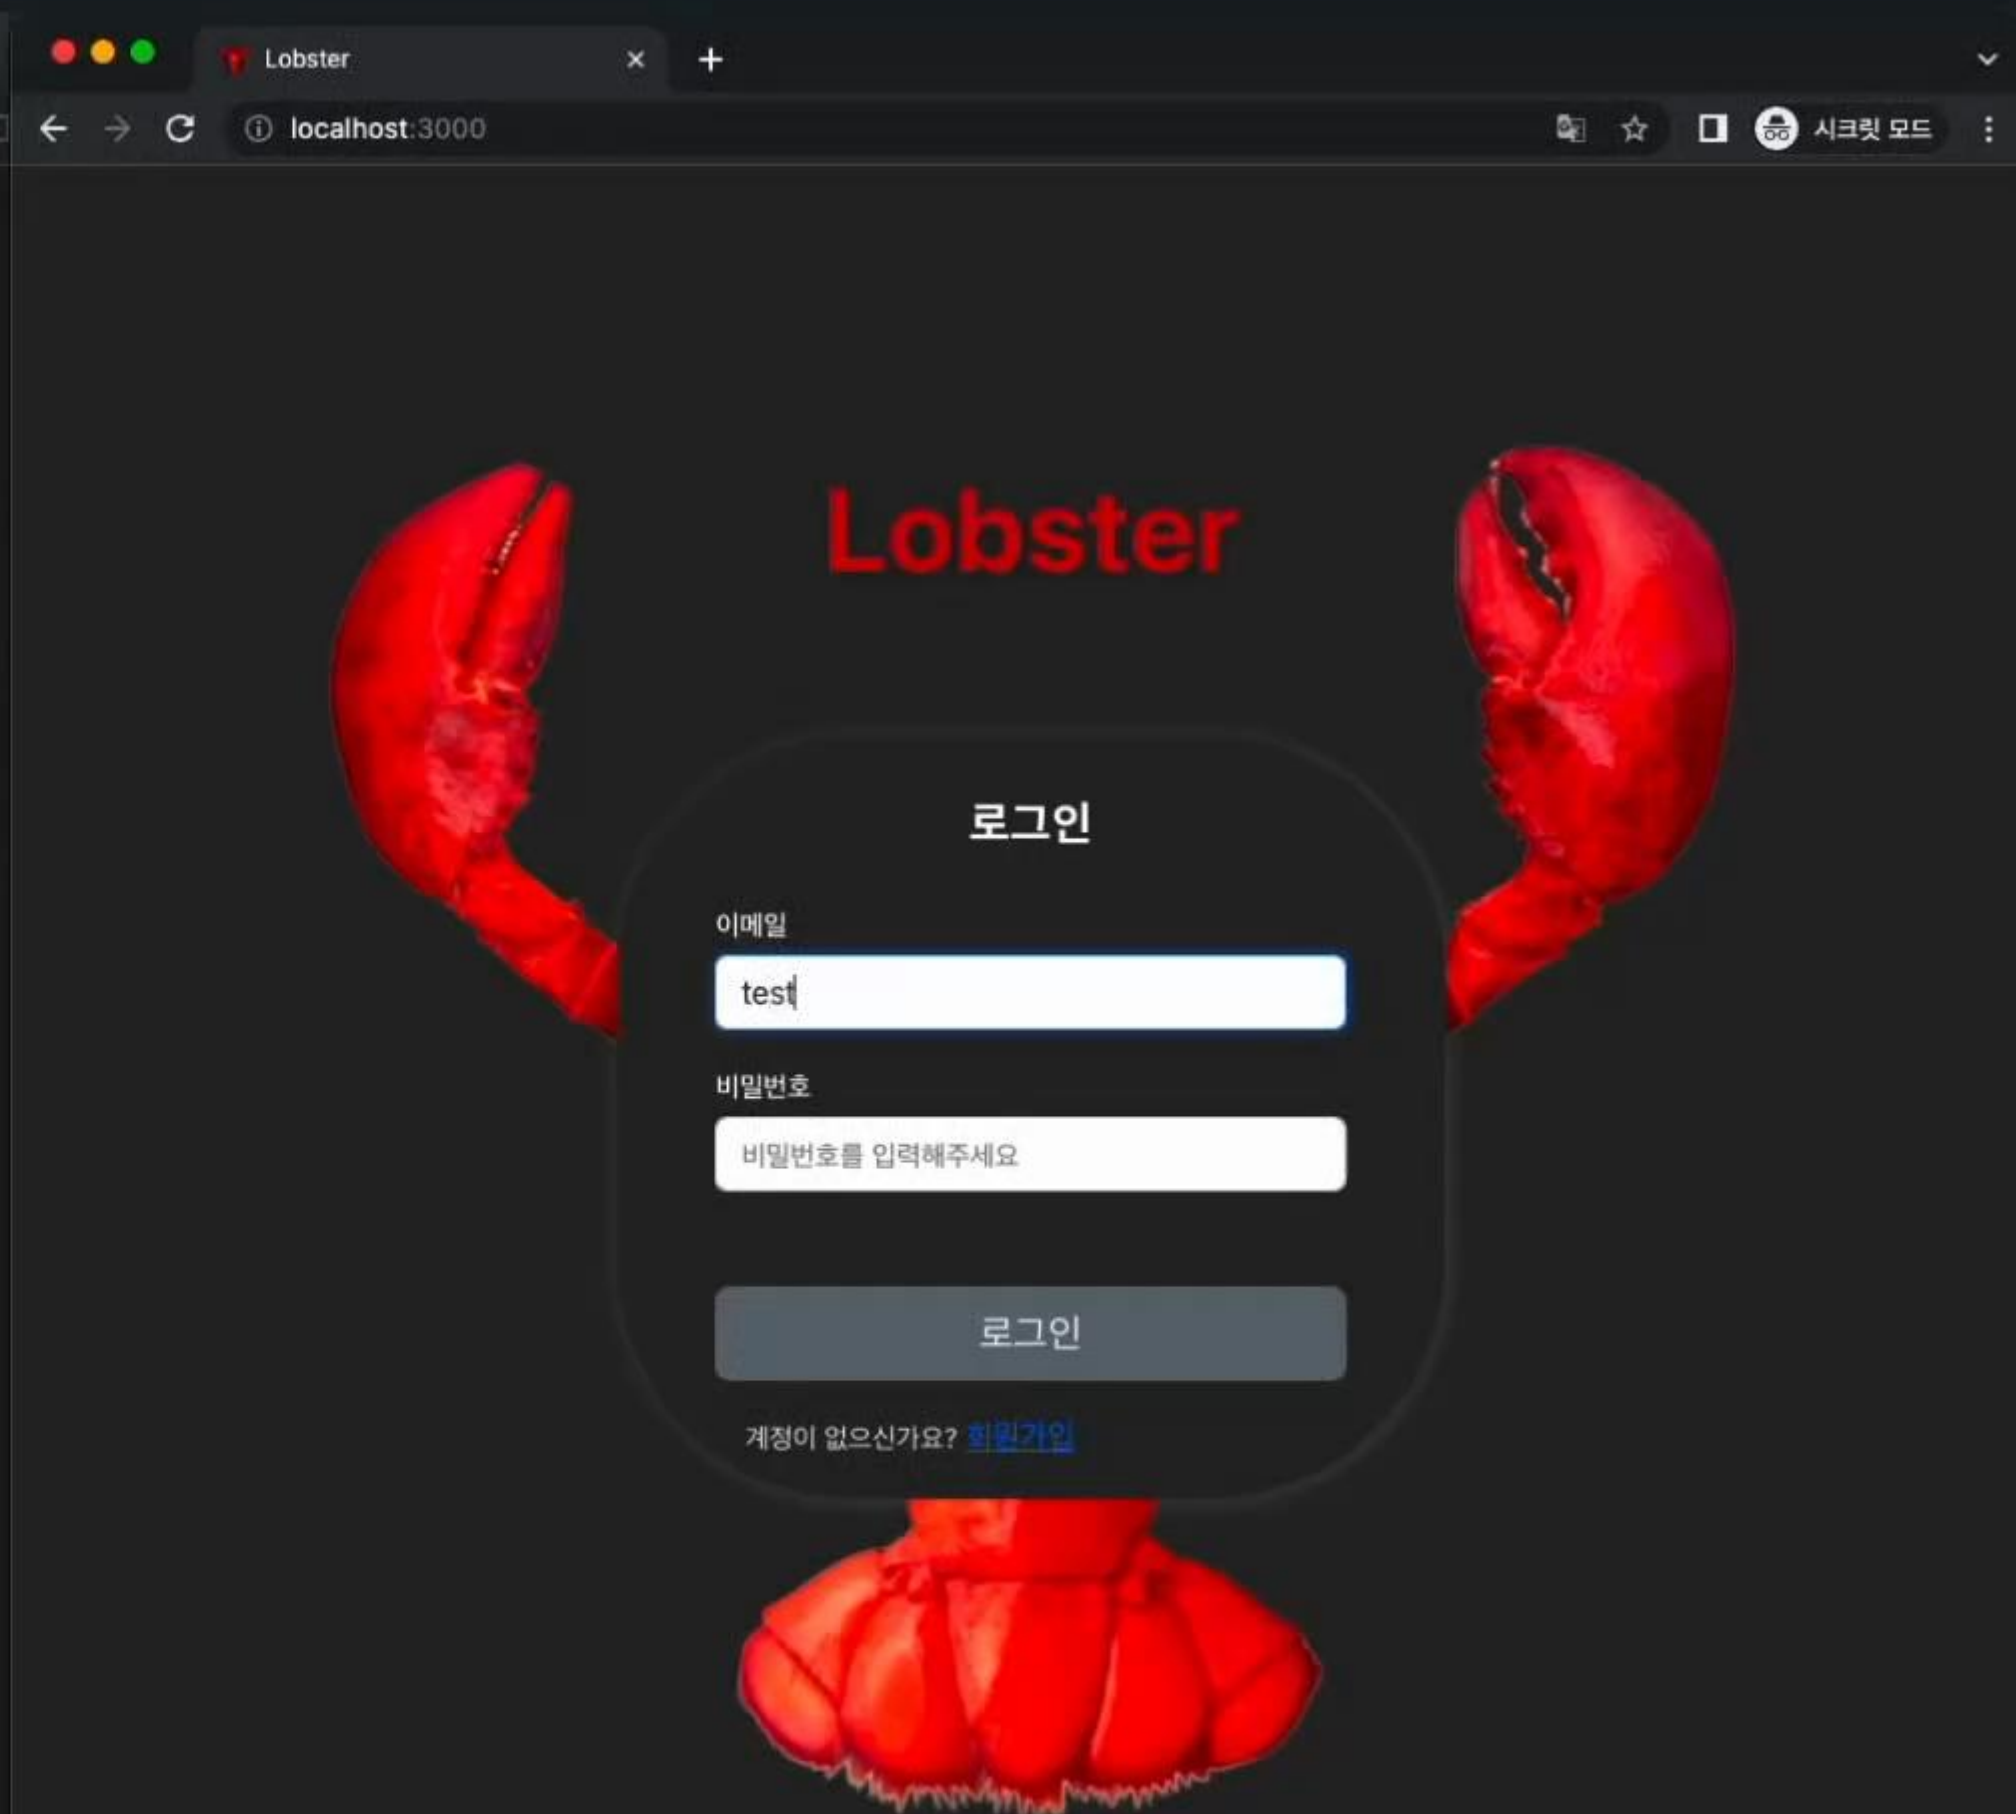 Lobster
localhost:3000
시크릿 모드
Lobster
로그인
이메일
test
비밀번호
비밀번호를 입력해주세요
로그인
계정이 없으신가요? 회원가입